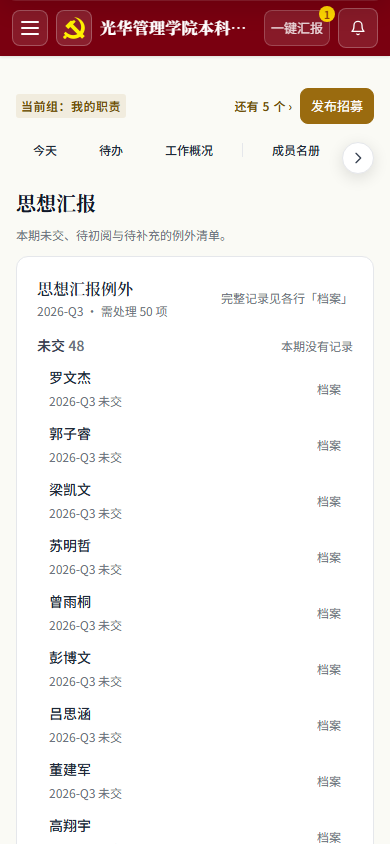 光华管理学院本科…
一键汇报
1
当前组：我的职责
还有 5 个 ›
发布招募
今天
待办
工作概况
成员名册
思想汇报
本期未交、待初阅与待补充的例外清单。
思想汇报例外
2026-Q3 · 需处理 50 项
完整记录见各行「档案」
未交 48
本期没有记录
罗文杰
2026-Q3 未交
档案
郭子睿
2026-Q3 未交
档案
梁凯文
2026-Q3 未交
档案
苏明哲
2026-Q3 未交
档案
曾雨桐
2026-Q3 未交
档案
彭博文
2026-Q3 未交
档案
吕思涵
2026-Q3 未交
档案
董建军
2026-Q3 未交
档案
高翔宇
档案